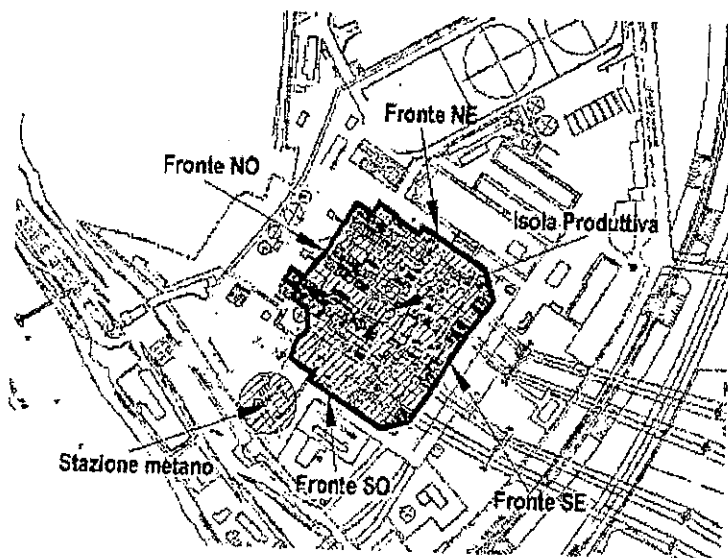 Fronte NE
Fronte NO
Isola Produttiva
Stazione metano
Fronte SO
Fronte SE